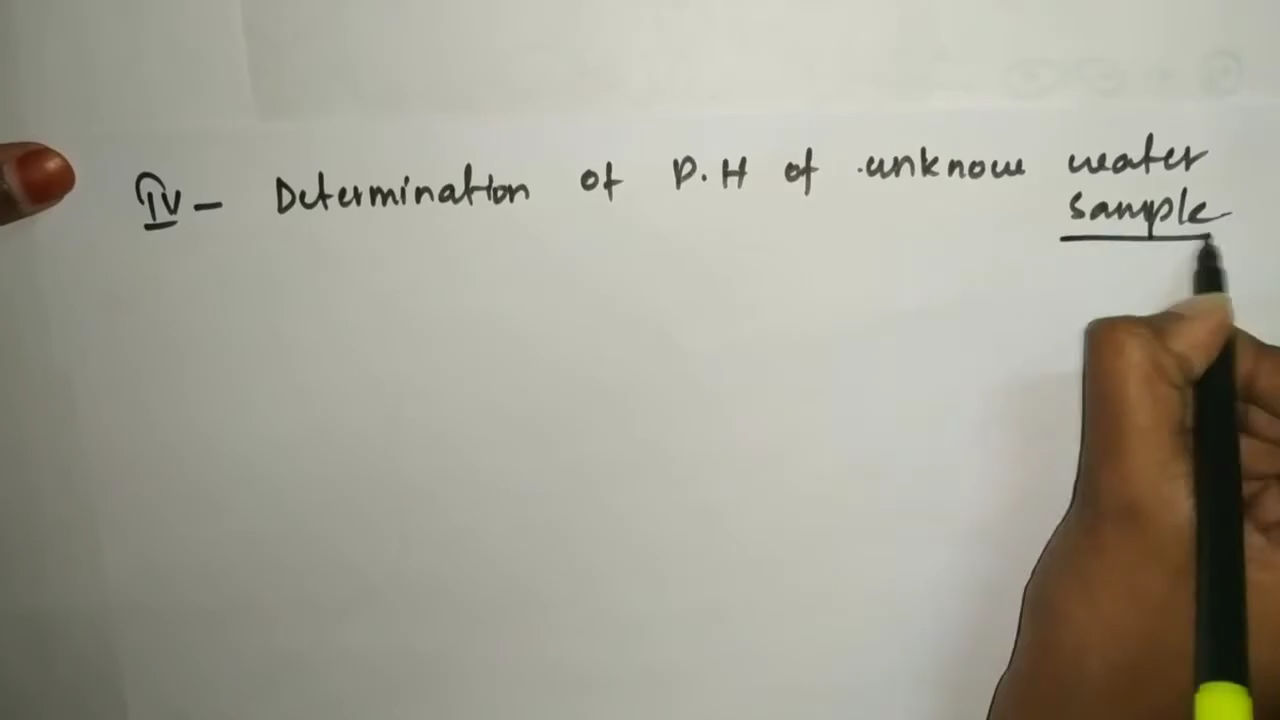 IV - Determination of P.H of .unknow water
sample